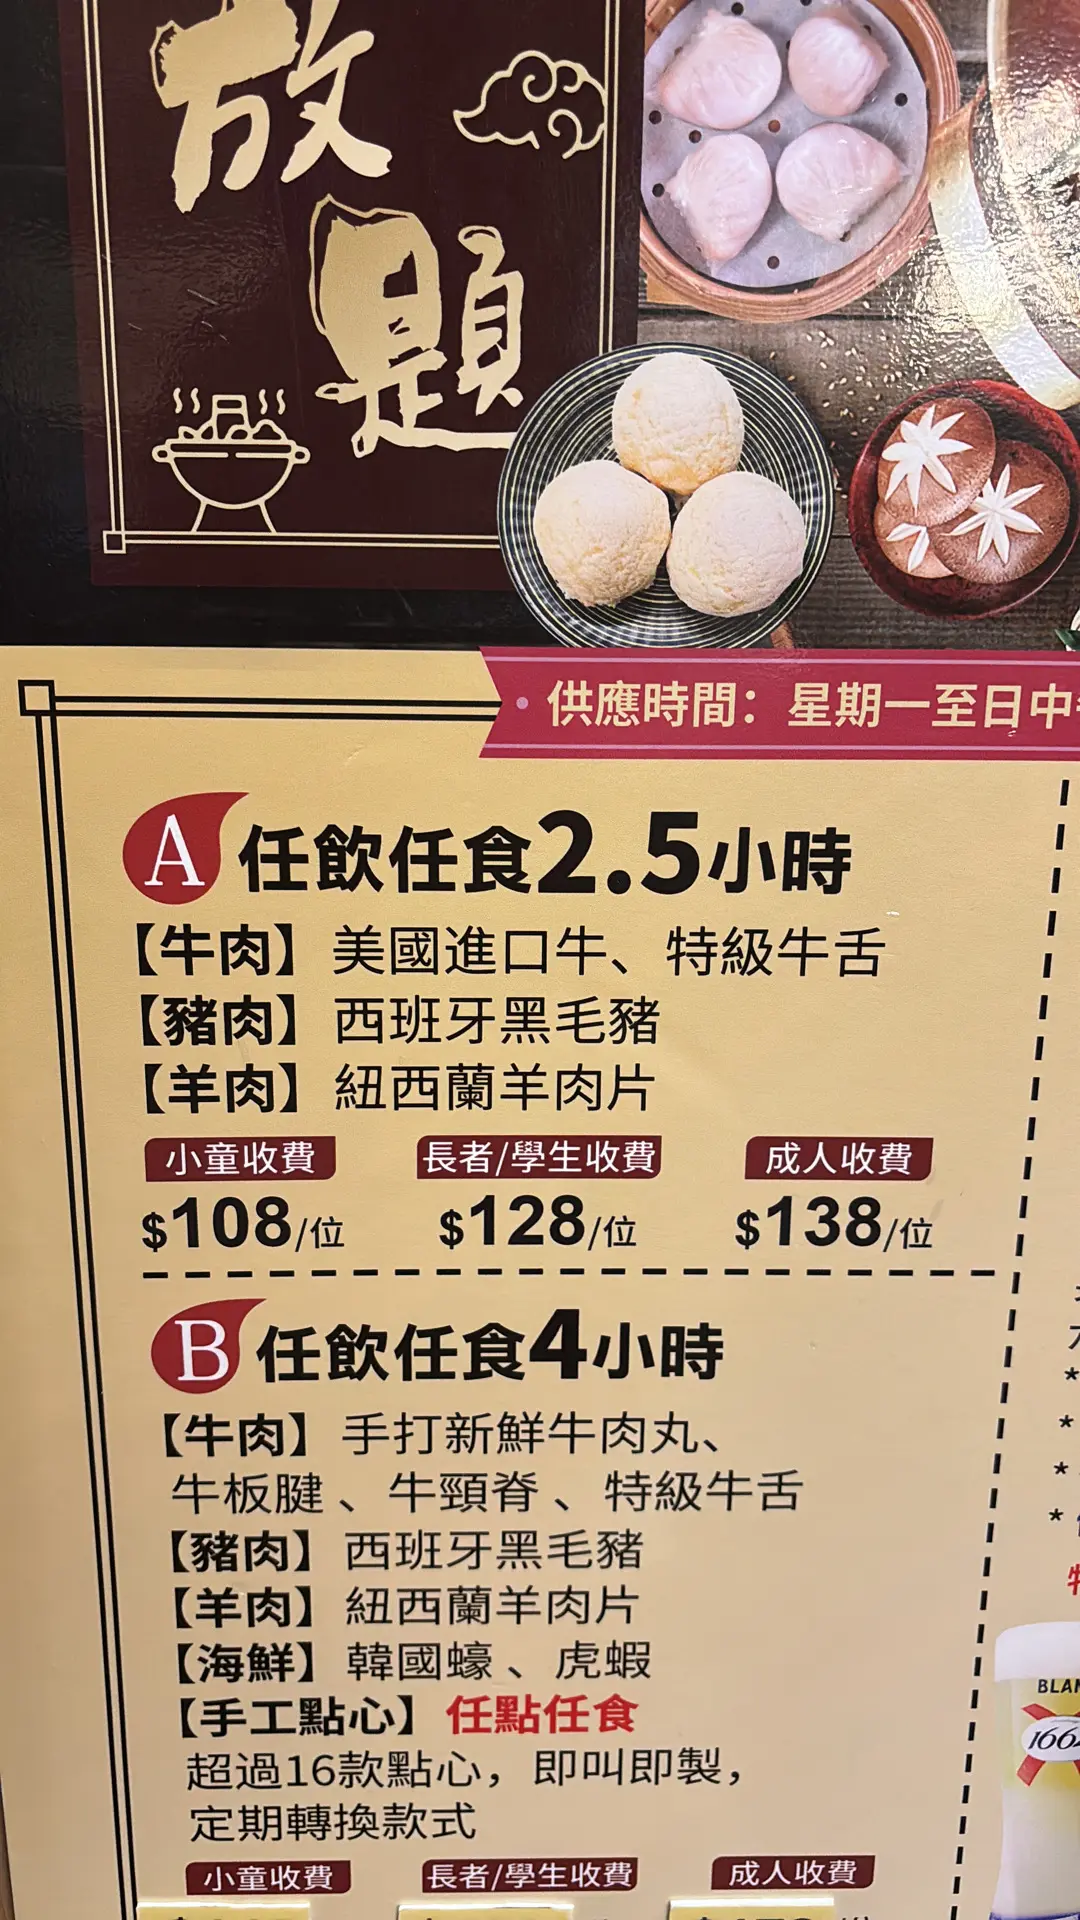 放
題
供應時間：星期一至日中
A 任飲任食2.5小時
【牛肉】美國進口牛、特級牛舌
【豬肉】西班牙黑毛豬
【羊肉】紐西蘭羊肉片
小童收費 長者/學生收費 成人收費
$108/位 $128/位 $138/位
B 任飲任食4小時
【牛肉】手打新鮮牛肉丸、
牛板腱、牛頸脊、特級牛舌
【豬肉】西班牙黑毛豬
【羊肉】紐西蘭羊肉片
【海鮮】韓國蠔、虎蝦
【手工點心】任點任食
超過16款點心，即叫即製，
定期轉換款式
小童收費 長者/學生收費 成人收費
*
*
*
*
BLAN
1664